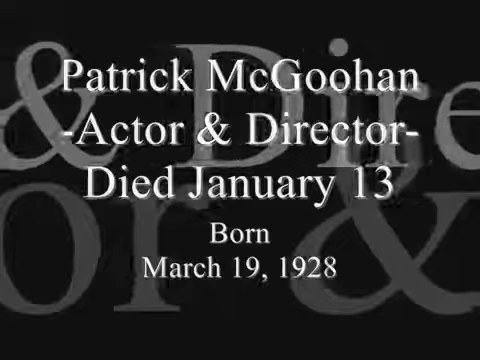 Patrick McGoohan
-Actor & Director-
Died January 13
Born
March 19, 1928